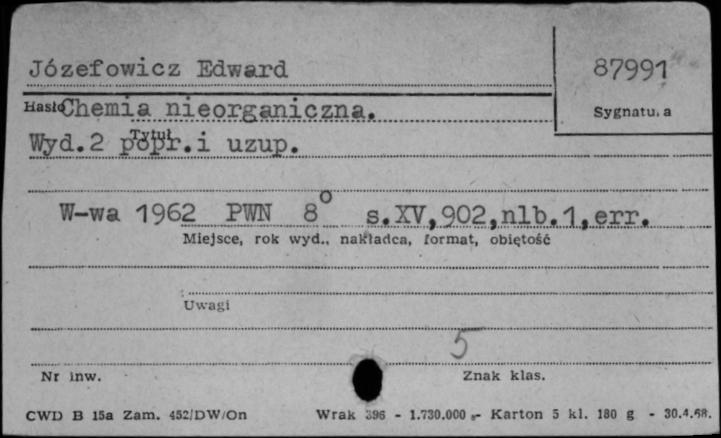 Józefowicz Edward
87991
Hasło
Chemia nieorganiczna.
Sygnatura
Tytuł
Wyd.2 popr.i uzup.
W-wa 1962 PWN 8° s.XV,902,nlb.1,err.
Miejsce, rok wyd., nakładca, format, objętość
Uwagi
5
Nr inw.
Znak klas.
CWD B 15a Zam. 452/DW/On Wrak 396 - 1.730.000 - Karton 5 kl. 180 g - 30.4.68.